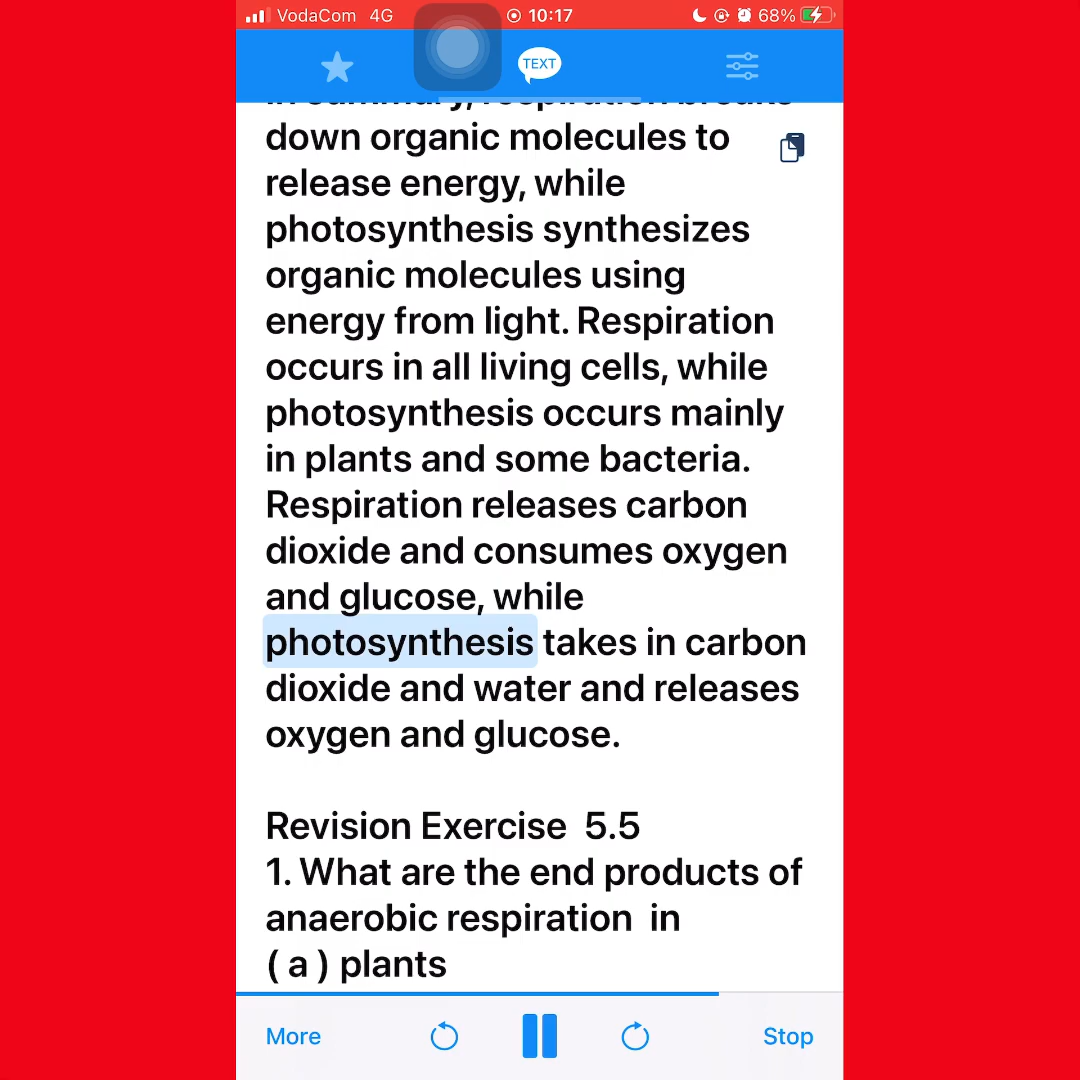 VodaCom 4G 10:17 68%
TEXT
down organic molecules to
release energy, while
photosynthesis synthesizes
organic molecules using
energy from light. Respiration
occurs in all living cells, while
photosynthesis occurs mainly
in plants and some bacteria.
Respiration releases carbon
dioxide and consumes oxygen
and glucose, while
photosynthesis takes in carbon
dioxide and water and releases
oxygen and glucose.
Revision Exercise 5.5
1. What are the end products of
anaerobic respiration in
( a ) plants
More Stop